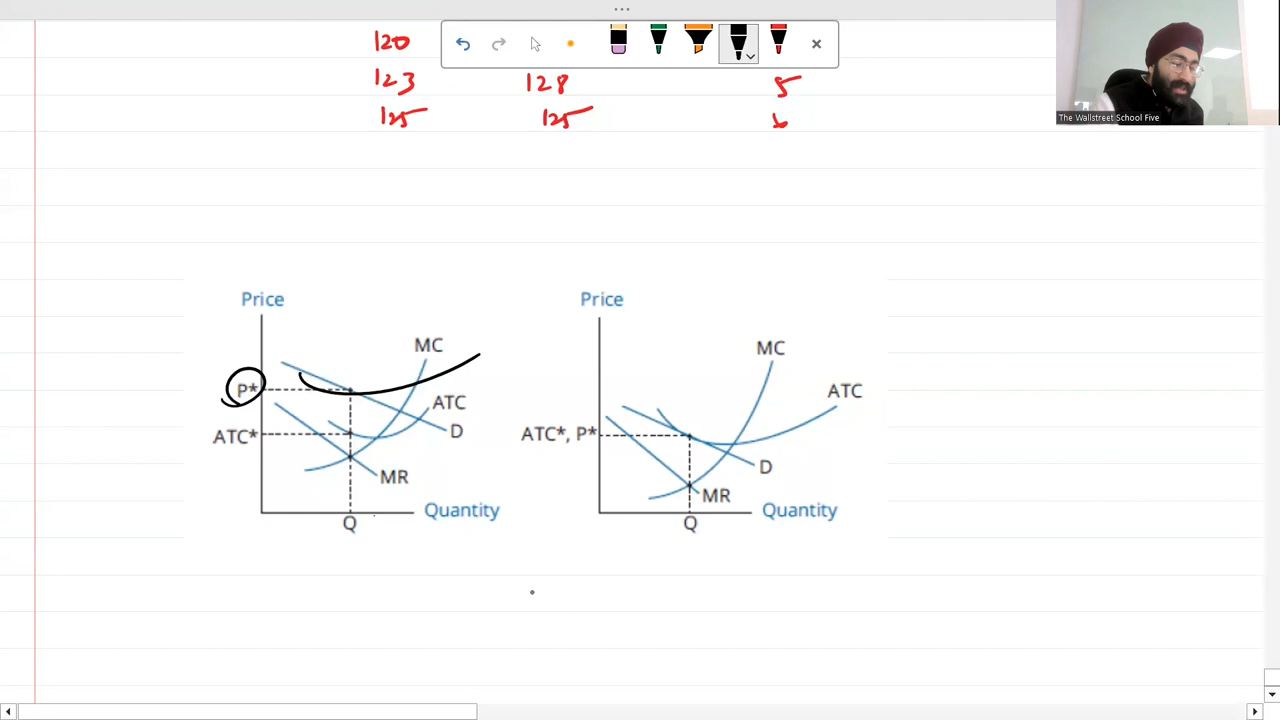 120
123 128 5
125 125
The Wallstreet School Five
Price Price
MC MC
P* ATC ATC
ATC* D ATC*, P* D
MR MR
Quantity Quantity
Q Q